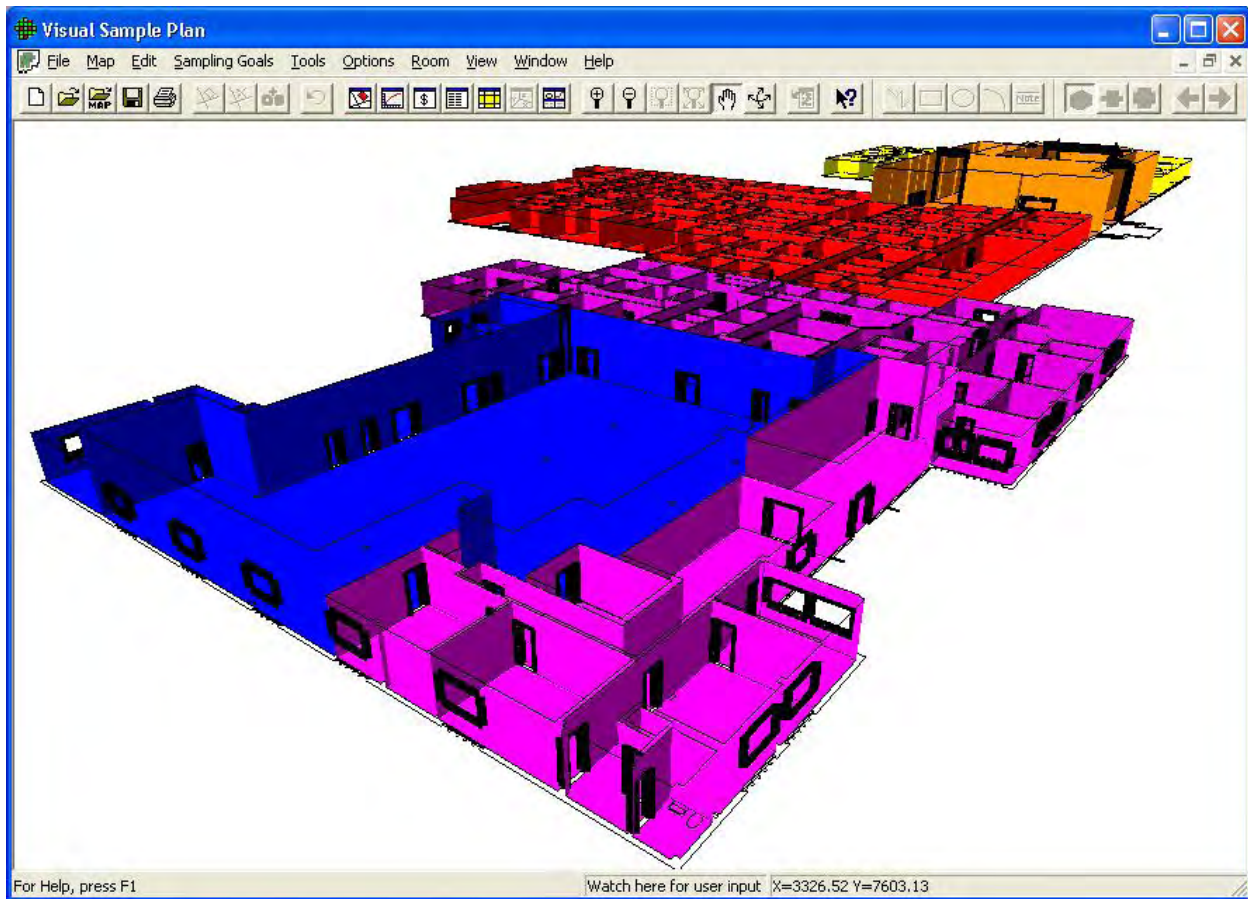 Visual Sample Plan
File Map Edit Sampling Goals Tools Options Room View Window Help
MAP $ Note
For Help, press F1 Watch here for user input X=3326.52 Y=7603.13